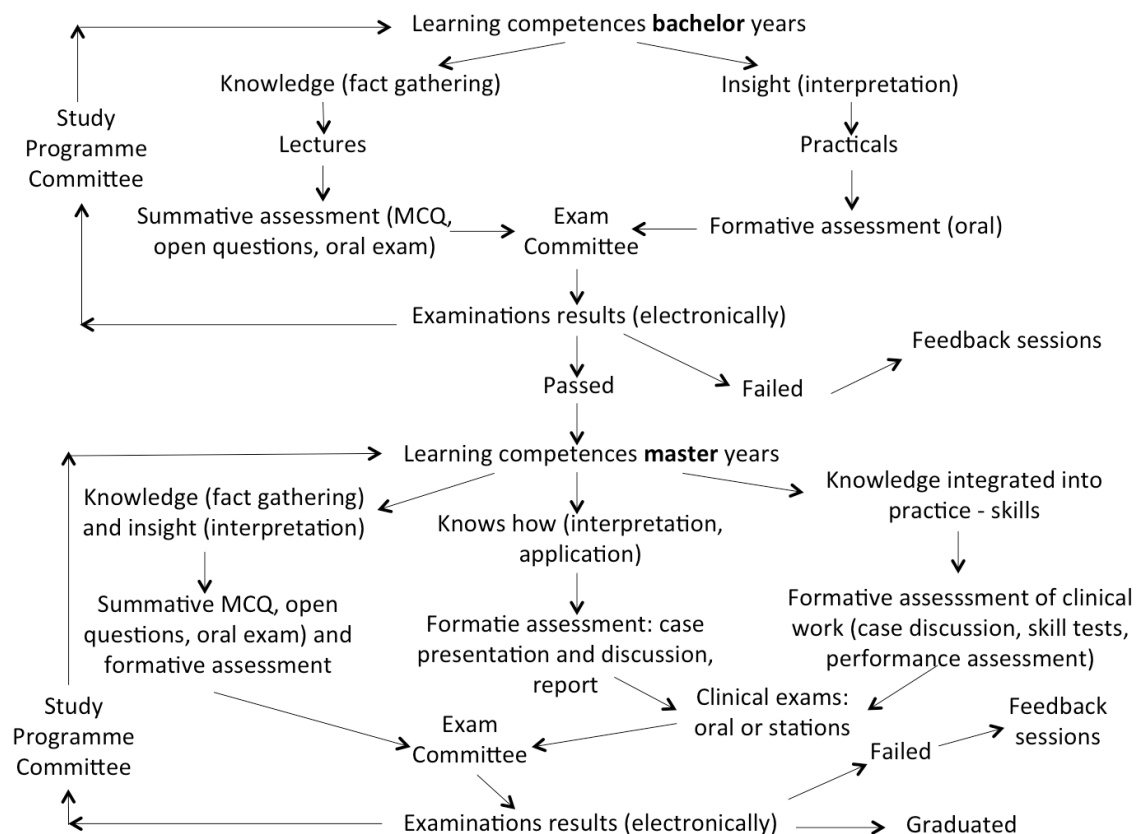 Learning competences bachelor years
Knowledge (fact gathering)
Insight (interpretation)
Study
Programme
Committee
Lectures
Practicals
Summative assessment (MCQ,
open questions, oral exam)
Exam
Committee
Formative assessment (oral)
Examinations results (electronically)
Feedback sessions
Passed
Failed
Learning competences master years
Knowledge (fact gathering)
and insight (interpretation)
Knows how (interpretation,
application)
Knowledge integrated into
practice - skills
Summative MCQ, open
questions, oral exam) and
formative assessment
Formatie assessment: case
presentation and discussion,
report
Formative assesssment of clinical
work (case discussion, skill tests,
performance assessment)
Study
Programme
Committee
Exam
Committee
Clinical exams:
oral or stations
Feedback
sessions
Failed
Examinations results (electronically)
Graduated